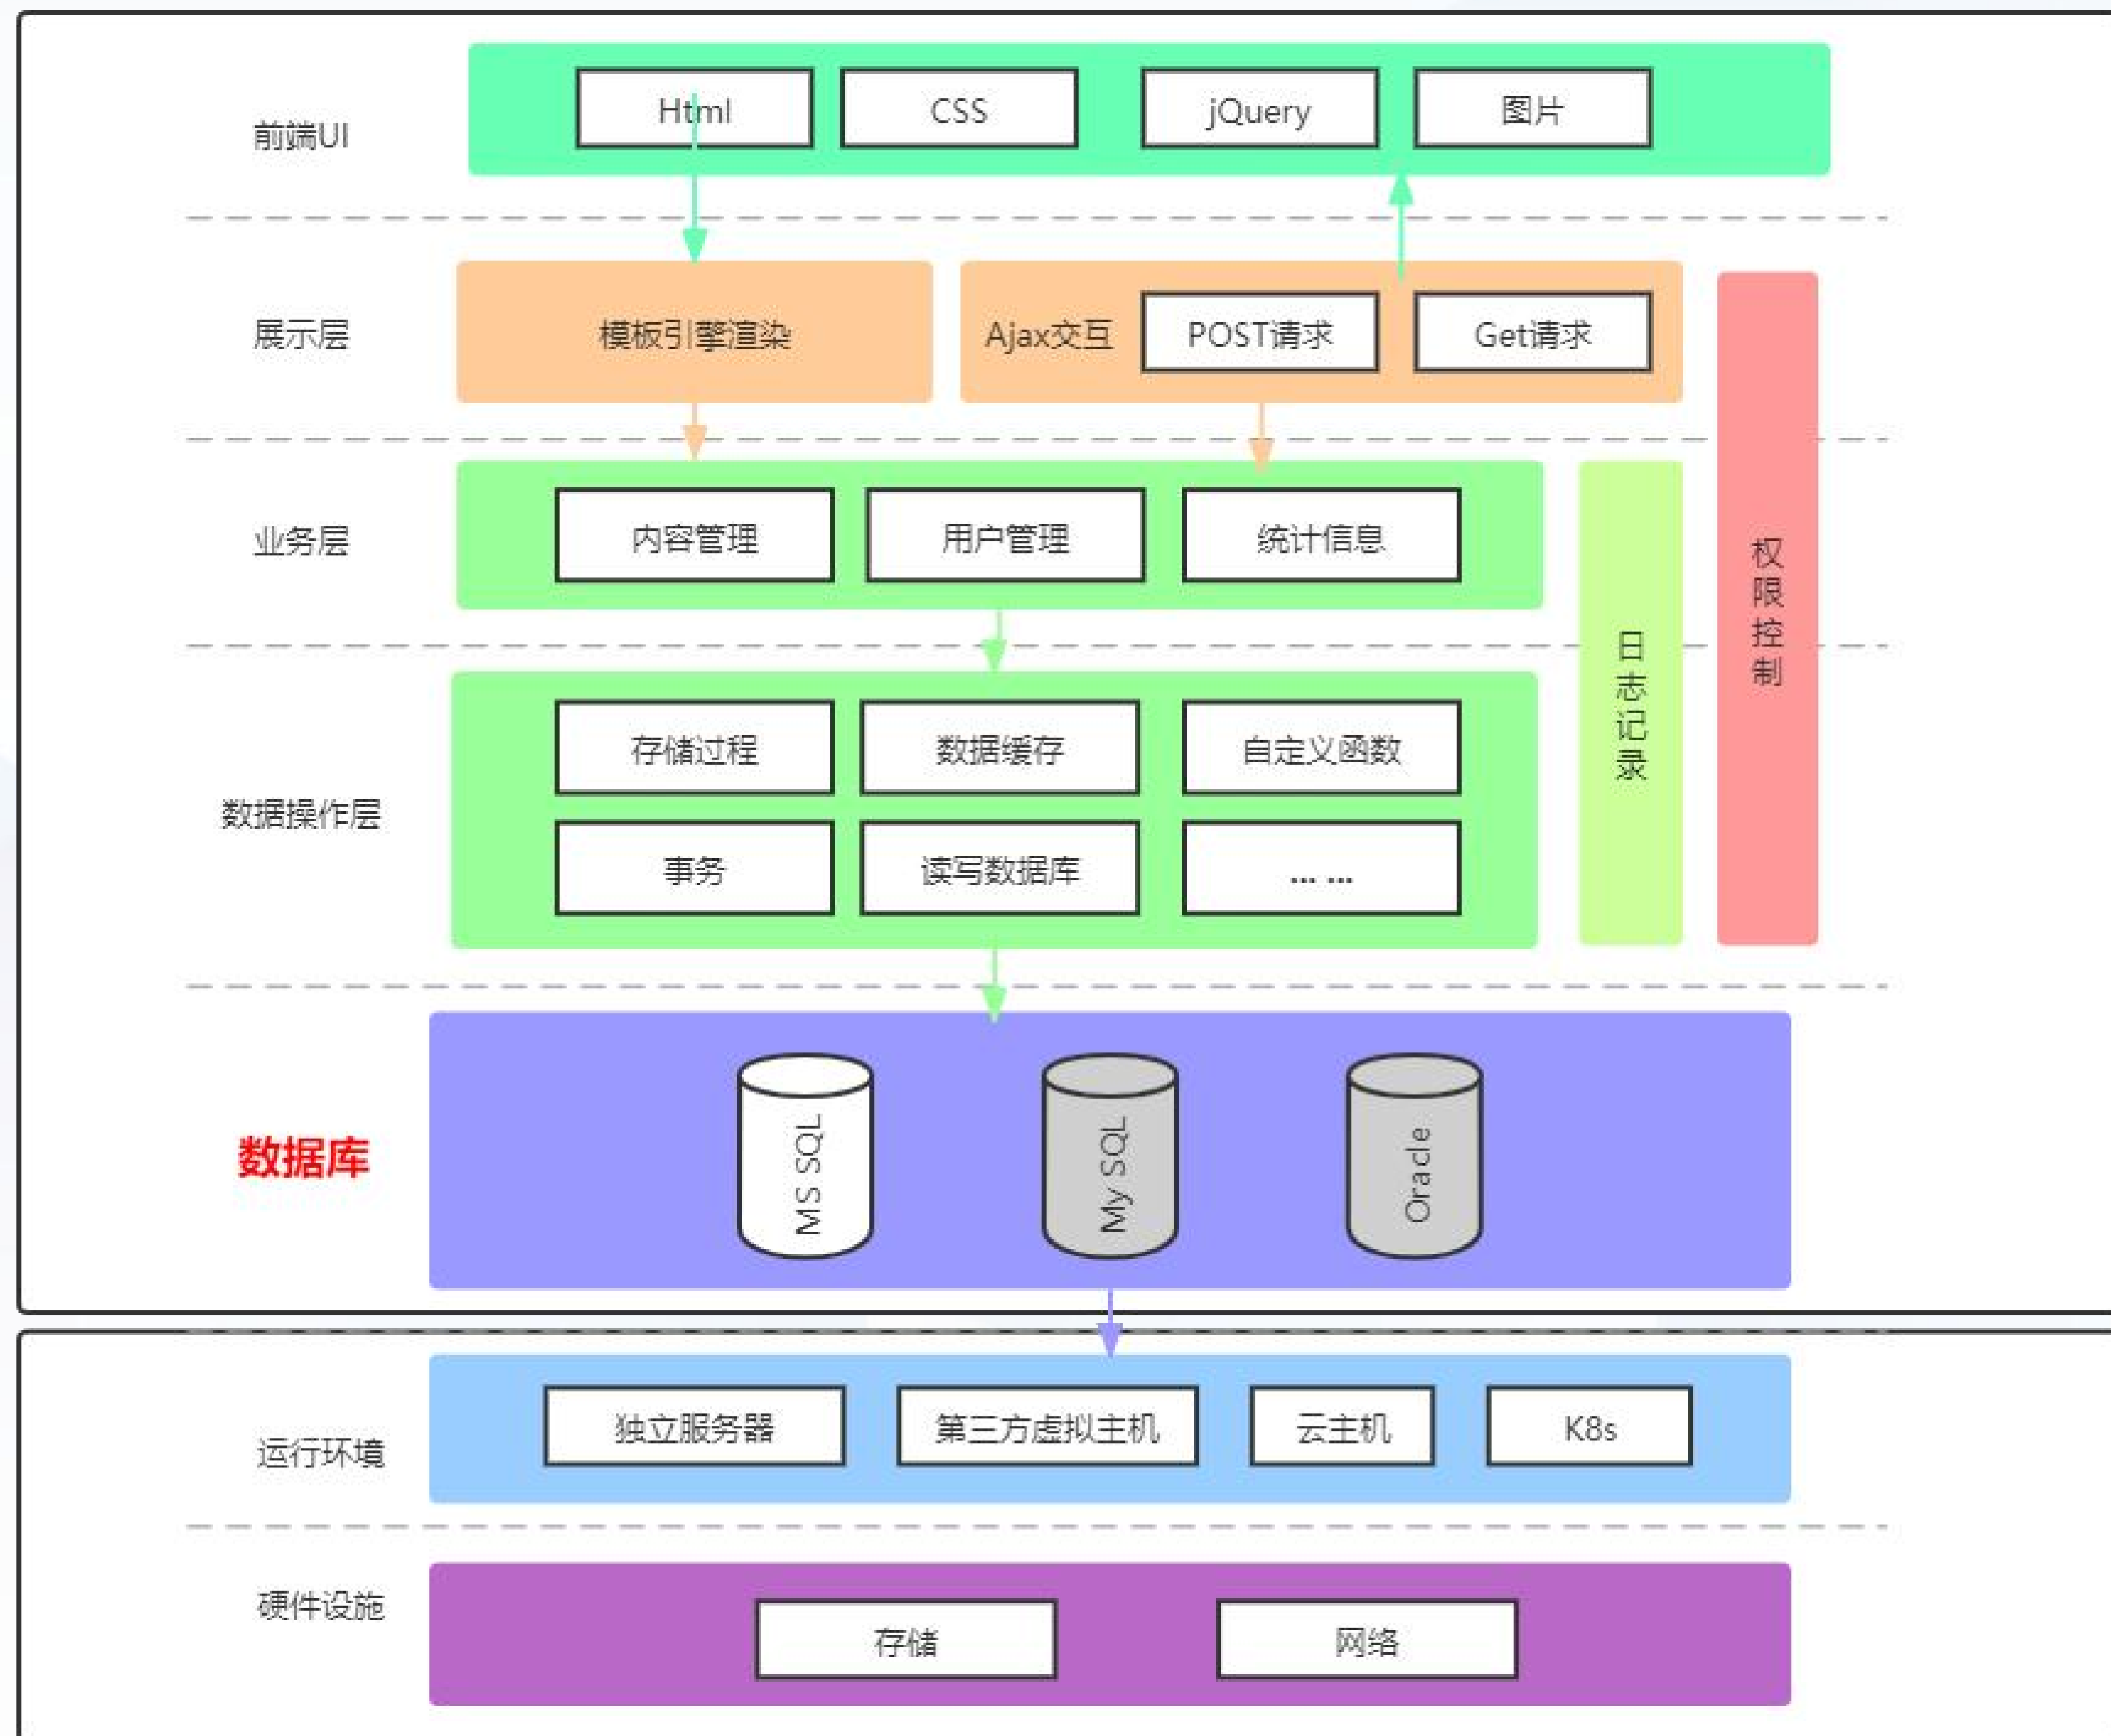 前端UI
Html
CSS
jQuery
图片
展示层
模板引擎渲染
Ajax交互
POST请求
Get请求
业务层
内容管理
用户管理
统计信息
日志记录
权限控制
数据操作层
存储过程
数据缓存
自定义函数
事务
读写数据库
... ...
数据库
MS SQL
My SQL
Oracle
运行环境
独立服务器
第三方虚拟主机
云主机
K8s
硬件设施
存储
网络